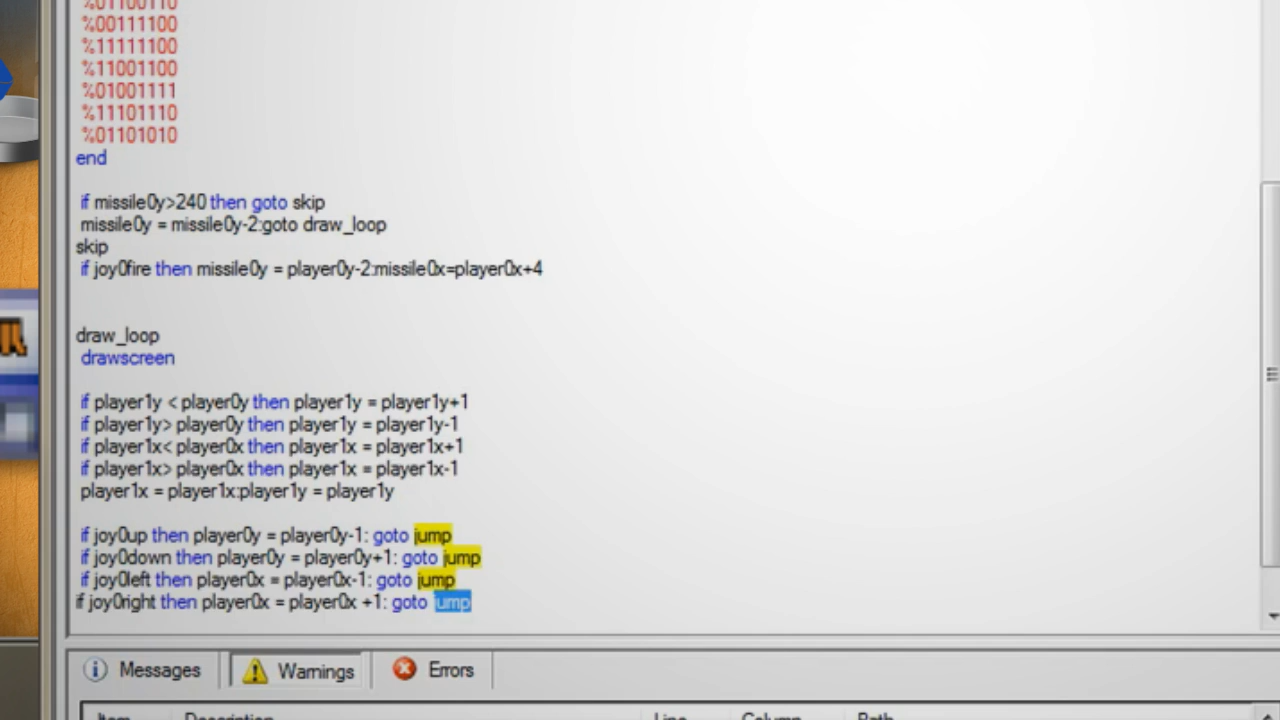 %01100110
%00111100
%11111100
%11001100
%01001111
%11101110
%01101010
end
if missile0y>240 then goto skip
missile0y = missile0y-2:goto draw_loop
skip
if joy0fire then missile0y = player0y-2:missile0x=player0x+4
draw_loop
drawscreen
if player1y < player0y then player1y = player1y+1
if player1y> player0y then player1y = player1y-1
if player1x< player0x then player1x = player1x+1
if player1x> player0x then player1x = player1x-1
player1x = player1x:player1y = player1y
if joy0up then player0y = player0y-1: goto jump
if joy0down then player0y = player0y+1: goto jump
if joy0left then player0x = player0x-1: goto jump
if joy0right then player0x = player0x +1: goto jump
Messages Warnings Errors
Item Description Line Column Path